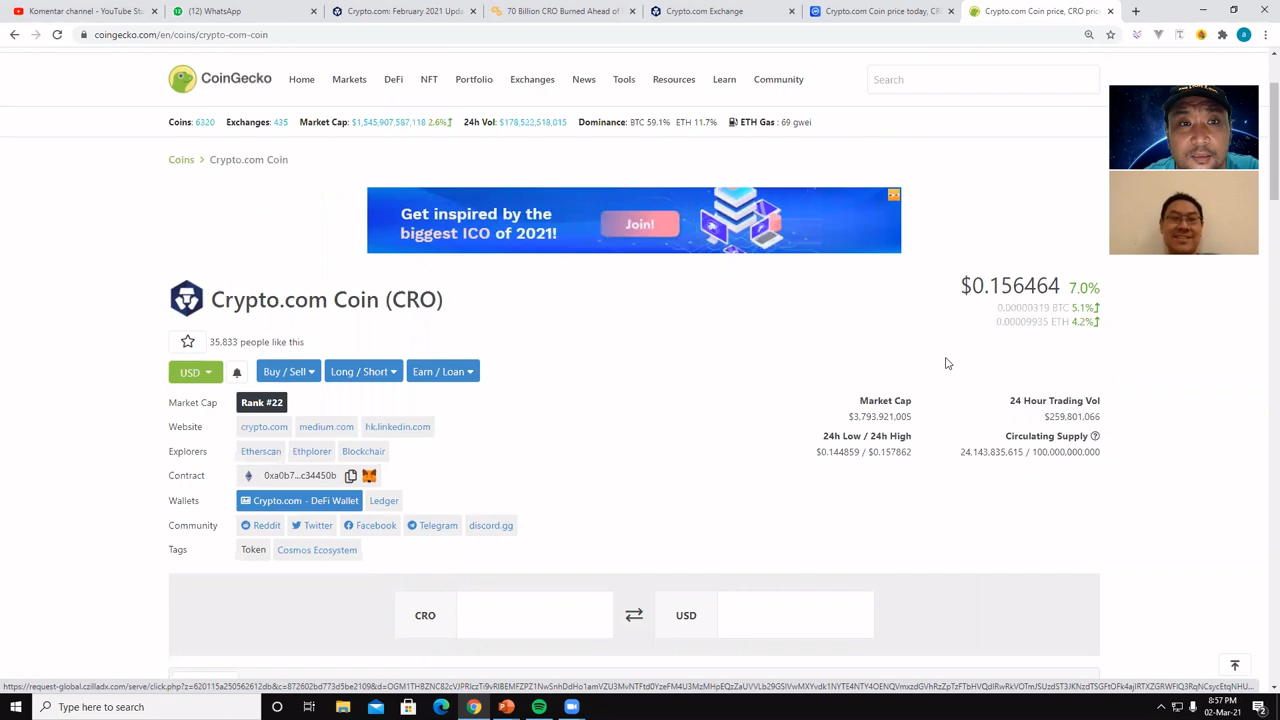 Komentar channel - YouTube Stu
(12) WhatsApp
Crypto.com: February 2021 Upda
70 Billion CRO Burned Ahead of
Crypto.com Exchange
Crypto.com Coin price today, CR
Crypto.com Coin price, CRO price
coingecko.com/en/coins/crypto-com-coin
CoinGecko Home Markets DeFi NFT Portfolio Exchanges News Tools Resources Learn Community Search
Coins: 6320 Exchanges: 435 Market Cap: $1,545,907,587,118 2.6% 24h Vol: $178,522,518,015 Dominance: BTC 59.1% ETH 11.7% ETH Gas : 69 gwei
Coins > Crypto.com Coin
Get inspired by the
biggest ICO of 2021!
Join!
Crypto.com Coin (CRO)
$0.156464 7.0%
0.00000319 BTC 5.1%
0.00009935 ETH 4.2%
35,833 people like this
USD Buy / Sell Long / Short Earn / Loan
Market Cap Rank #22
Website crypto.com medium.com hk.linkedin.com
Explorers Etherscan Ethplorer Blockchair
Contract 0xa0b7...c34450b
Wallets Crypto.com - DeFi Wallet Ledger
Community Reddit Twitter Facebook Telegram discord.gg
Tags Token Cosmos Ecosystem
Market Cap
$3,793,921,005
24 Hour Trading Vol
$259,801,066
24h Low / 24h High
$0.144859 / $0.157862
Circulating Supply
24,143,835,615 / 100,000,000,000
CRO USD
Type here to search
8:57 PM
02-Mar-21